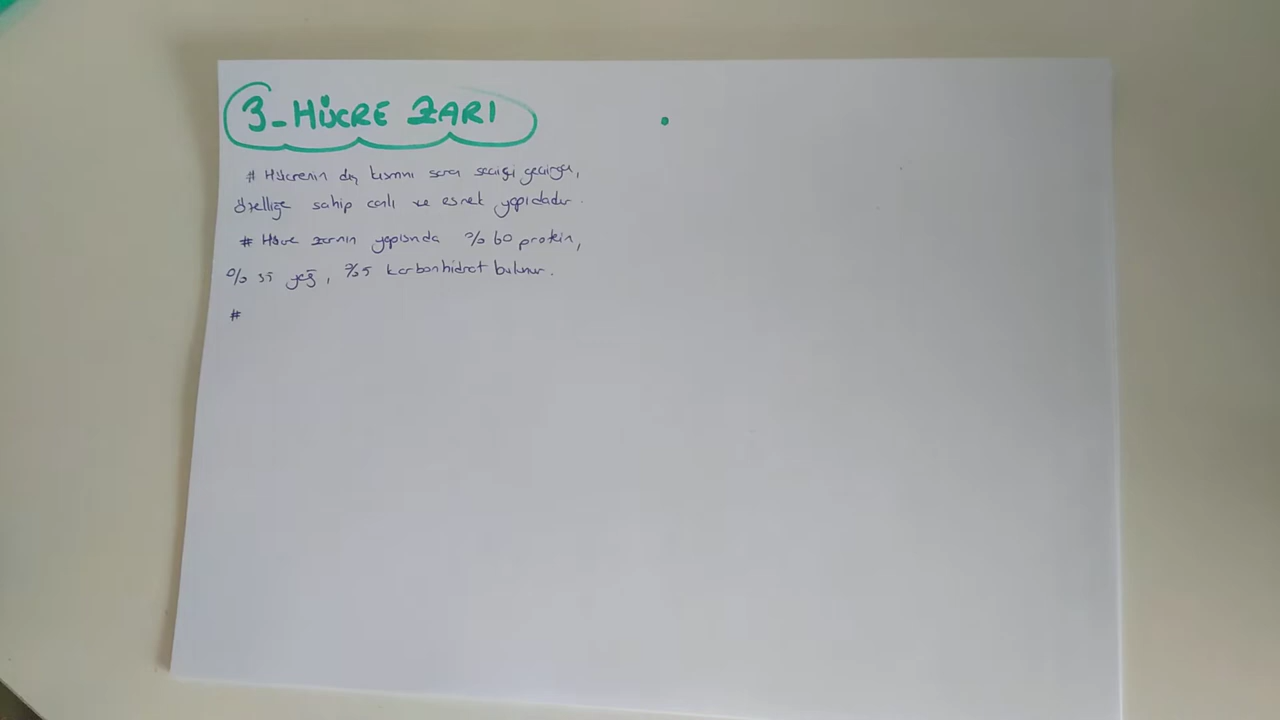 3-HÜCRE ZARI
# Hücrenin dış kısmını saran seçiçi geçirgen,
özelliğe sahip canlı ve esnek yapıdadır.
# Hücre zarının yapısında % 60 protein,
% 35 yağ, %5 karbonhidrat bulunur.
#